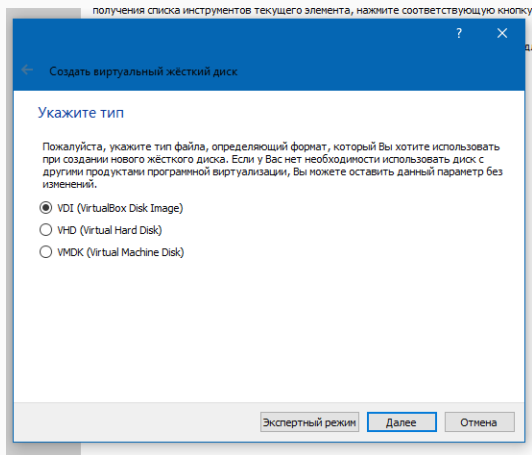 получения списка инструментов текущего элемента, нажмите соответствующую кнопку
?
Создать виртуальный жёсткий диск
Укажите тип
Пожалуйста, укажите тип файла, определяющий формат, который Вы хотите использовать
при создании нового жёсткого диска. Если у Вас нет необходимости использовать диск с
другими продуктами программной виртуализации, Вы можете оставить данный параметр без
изменений.
VDI (VirtualBox Disk Image)
VHD (Virtual Hard Disk)
VMDK (Virtual Machine Disk)
Экспертный режим Далее Отмена